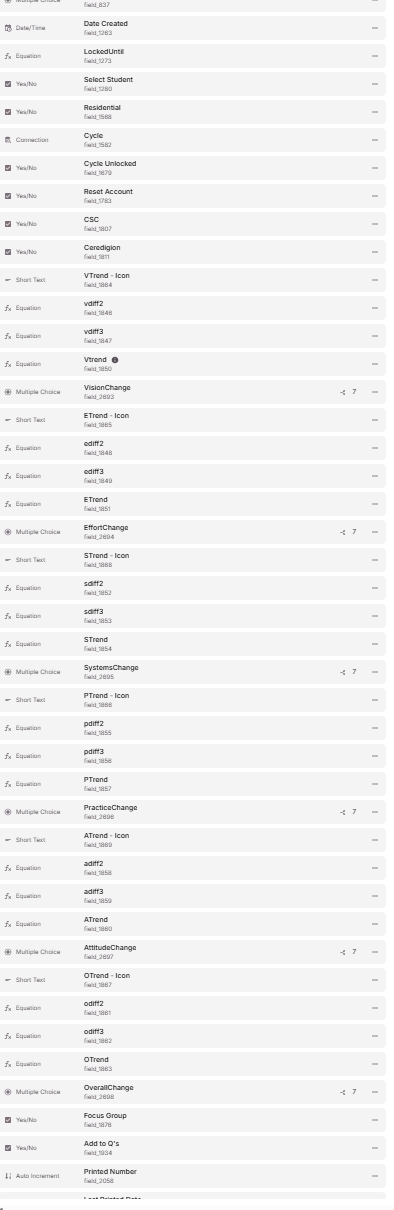 Multiple Choice
field_837
Date/Time
Date Created
field_1263
Equation
LockedUntil
field_1273
Yes/No
Select Student
field_1280
Yes/No
Residential
field_1568
Connection
Cycle
field_1582
Yes/No
Cycle Unlocked
field_1679
Yes/No
Reset Account
field_1783
Yes/No
CSC
field_1807
Yes/No
Ceredigion
field_1811
Short Text
VTrend - Icon
field_1864
Equation
vdiff2
field_1846
Equation
vdiff3
field_1847
Equation
Vtrend
field_1850
Multiple Choice
VisionChange
field_2693
7
Short Text
ETrend - Icon
field_1865
Equation
ediff2
field_1848
Equation
ediff3
field_1849
Equation
ETrend
field_1851
Multiple Choice
EffortChange
field_2694
7
Short Text
STrend - Icon
field_1868
Equation
sdiff2
field_1852
Equation
sdiff3
field_1853
Equation
STrend
field_1854
Multiple Choice
SystemsChange
field_2695
7
Short Text
PTrend - Icon
field_1866
Equation
pdiff2
field_1855
Equation
pdiff3
field_1856
Equation
PTrend
field_1857
Multiple Choice
PracticeChange
field_2696
7
Short Text
ATrend - Icon
field_1869
Equation
adiff2
field_1858
Equation
adiff3
field_1859
Equation
ATrend
field_1860
Multiple Choice
AttitudeChange
field_2697
7
Short Text
OTrend - Icon
field_1867
Equation
odiff2
field_1861
Equation
odiff3
field_1862
Equation
OTrend
field_1863
Multiple Choice
OverallChange
field_2698
7
Yes/No
Focus Group
field_1876
Yes/No
Add to Q's
field_1934
Auto Increment
Printed Number
field_2058
Last Printed Date